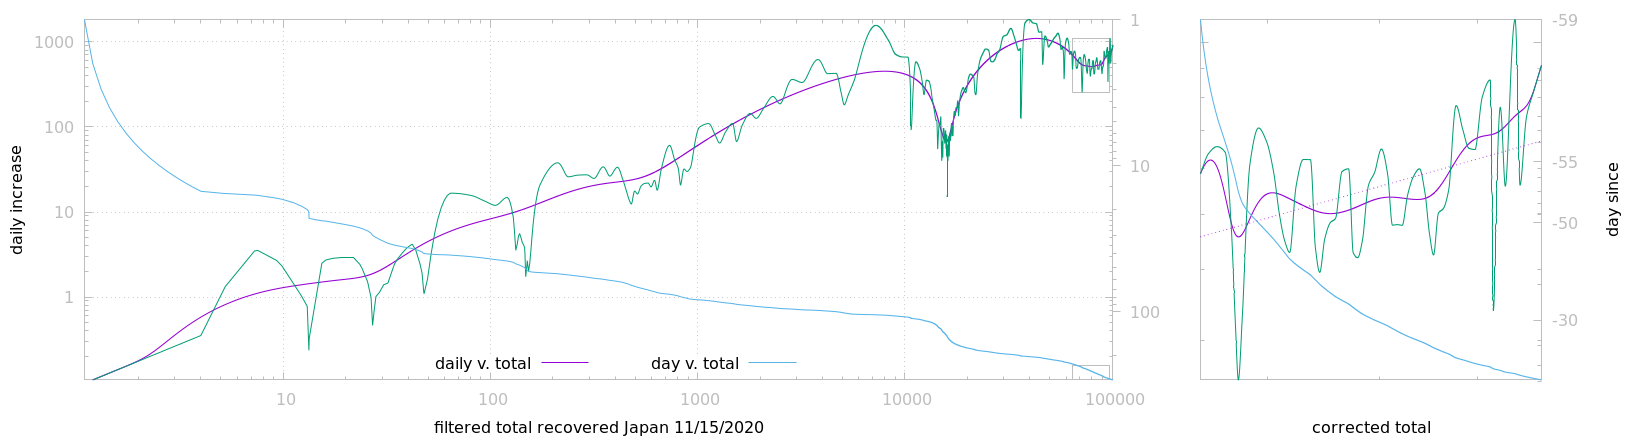 1000
100
10
1
daily increase
daily v. total
day v. total
10
100
1000
10000
100000
filtered total recovered Japan 11/15/2020
1
10
100
-59
-55
-50
-30
day since
corrected total